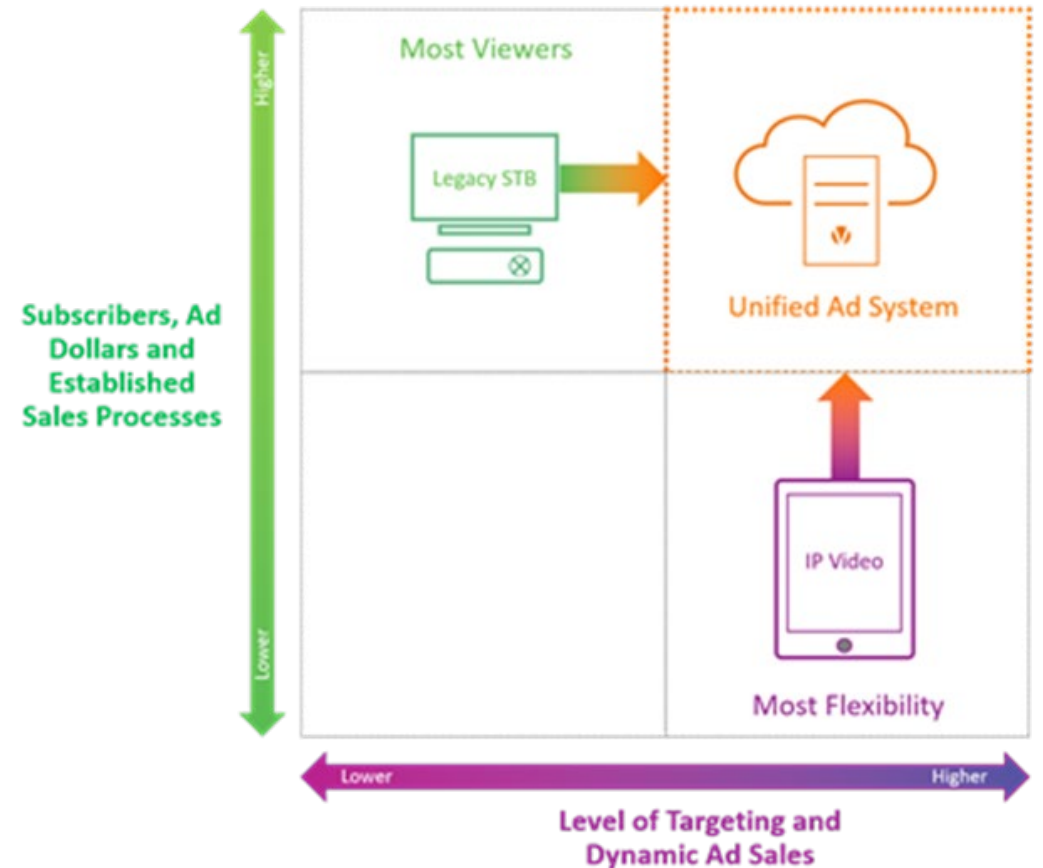 Most Viewers
Higher
Legacy STB
Unified Ad System
Subscribers, Ad
Dollars and
Established
Sales Processes
IP Video
Lower
Most Flexibility
Lower
Higher
Level of Targeting and
Dynamic Ad Sales